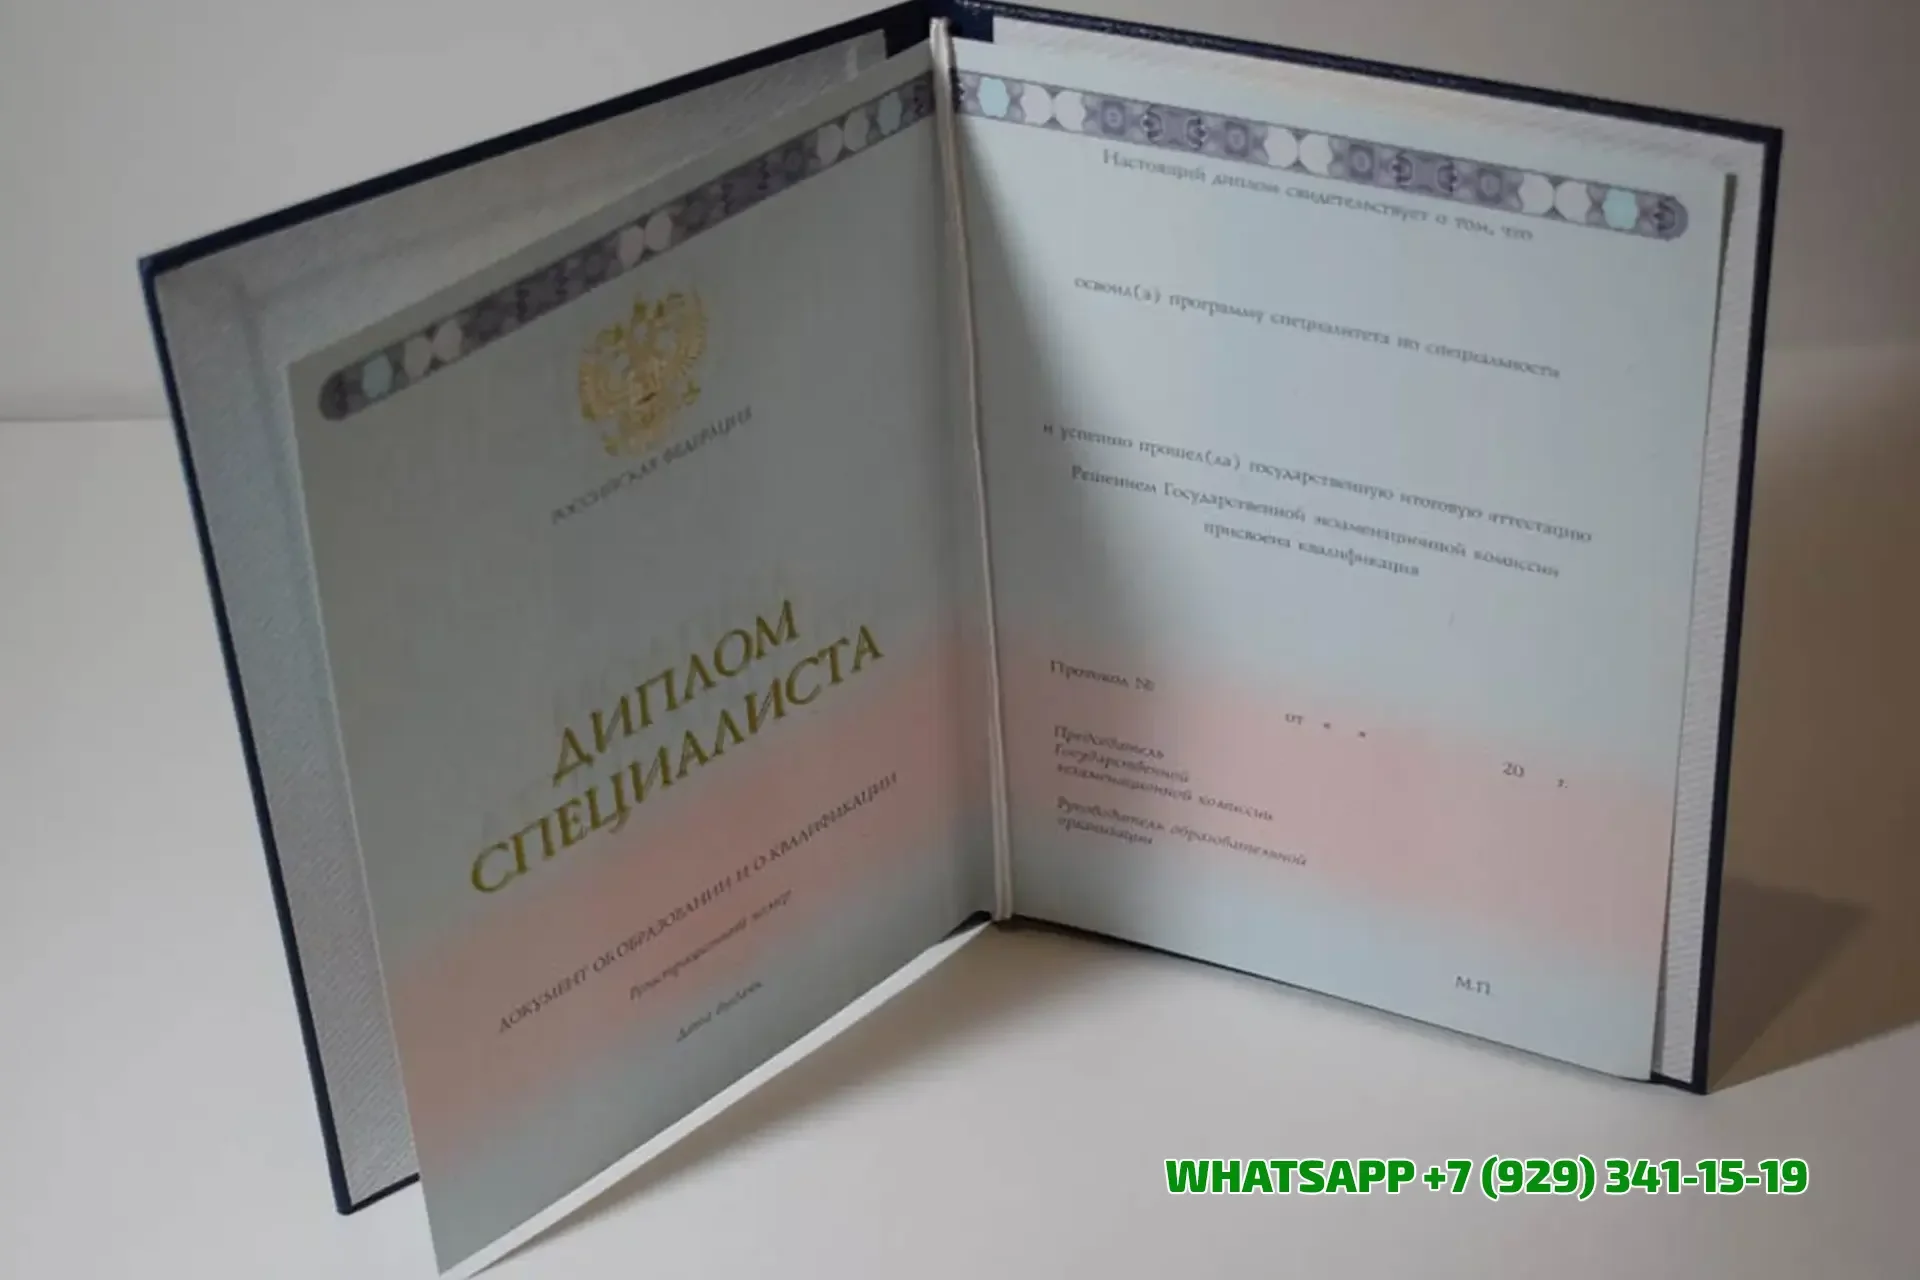 РОССИЙСКАЯ ФЕДЕРАЦИЯ
ДИПЛОМ
СПЕЦИАЛИСТА
ДОКУМЕНТ ОБ ОБРАЗОВАНИИ И О КВАЛИФИКАЦИИ
Регистрационный номер
Дата выдачи
Настоящий диплом свидетельствует о том, что
освоил(а) программу специалитета по специальности
и успешно прошел(ла) государственную итоговую аттестацию
Решением Государственной экзаменационной комиссии
присвоена квалификация
Протокол №
от « »
20 г.
Председатель
Государственной
экзаменационной комиссии
Руководитель образовательной
организации
М.П.
WHATSAPP +7 (929) 341-15-19